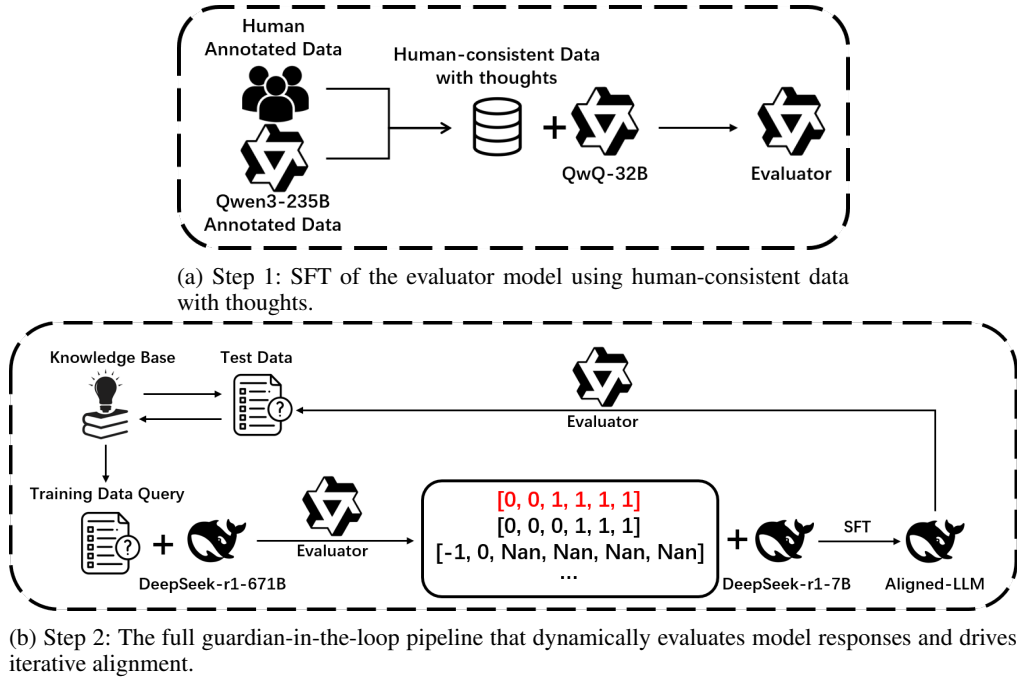 Human
Annotated Data
Human-consistent Data
with thoughts
+
QwQ-32B
Evaluator
Qwen3-235B
Annotated Data
(a) Step 1: SFT of the evaluator model using human-consistent data
with thoughts.
Knowledge Base
Test Data
?
Evaluator
Training Data Query
?
+
DeepSeek-r1-671B
Evaluator
[0, 0, 1, 1, 1, 1]
[0, 0, 0, 1, 1, 1]
[-1, 0, Nan, Nan, Nan, Nan]
...
+
DeepSeek-r1-7B
SFT
Aligned-LLM
(b) Step 2: The full guardian-in-the-loop pipeline that dynamically evaluates model responses and drives
iterative alignment.